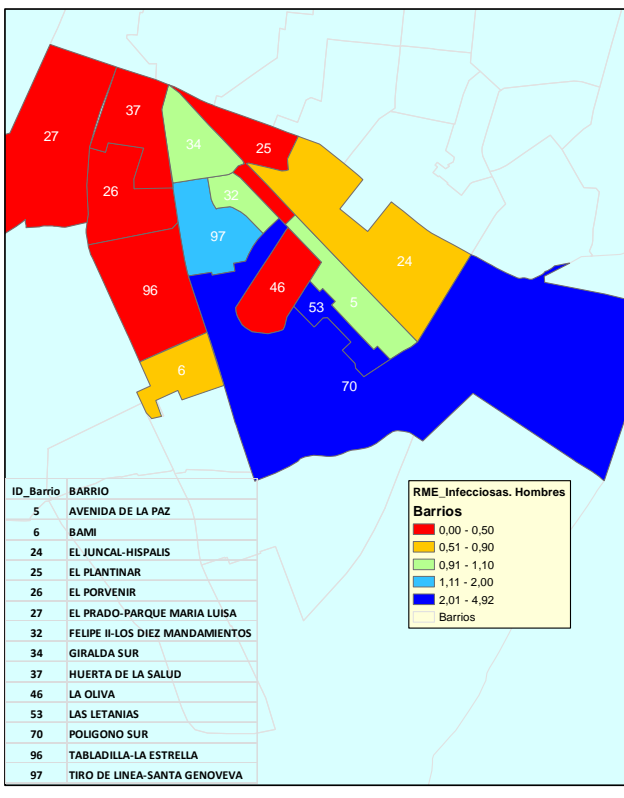 37
27
34
25
26
32
97
24
46
96
53
5
6
70
ID_Barrio BARRIO
5 AVENIDA DE LA PAZ
6 BAMI
24 EL JUNCAL-HISPALIS
25 EL PLANTINAR
26 EL PORVENIR
27 EL PRADO-PARQUE MARIA LUISA
32 FELIPE II-LOS DIEZ MANDAMIENTOS
34 GIRALDA SUR
37 HUERTA DE LA SALUD
46 LA OLIVA
53 LAS LETANIAS
70 POLIGONO SUR
96 TABLADILLA-LA ESTRELLA
97 TIRO DE LINEA-SANTA GENOVEVA
RME_Infecciosas. Hombres
Barrios
0,00 - 0,50
0,51 - 0,90
0,91 - 1,10
1,11 - 2,00
2,01 - 4,92
Barrios